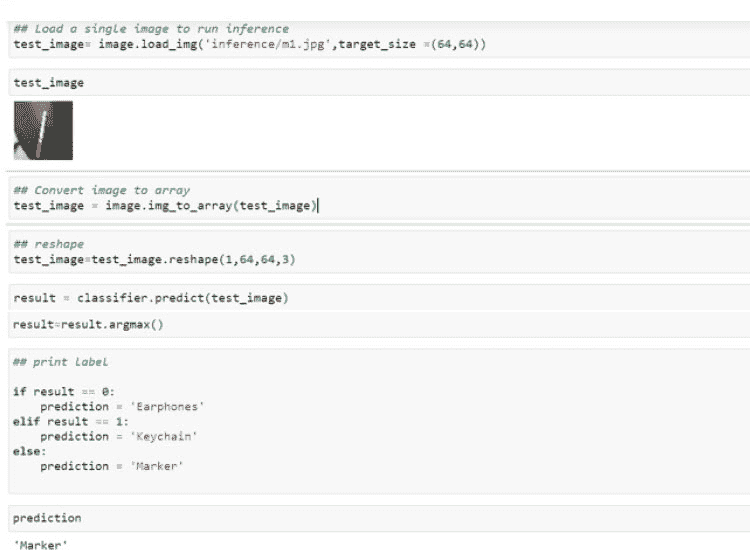 ## Load a single image to run inference
test_image= image.load_img('inference/m1.jpg',target_size =(64,64))
test_image
## Convert image to array
test_image = image.img_to_array(test_image)
## reshape
test_image=test_image.reshape(1,64,64,3)
result = classifier.predict(test_image)
result=result.argmax()
## print Label
if result == 0:
    prediction = 'Earphones'
elif result == 1:
    prediction = 'Keychain'
else:
    prediction = 'Marker'
prediction
'Marker'